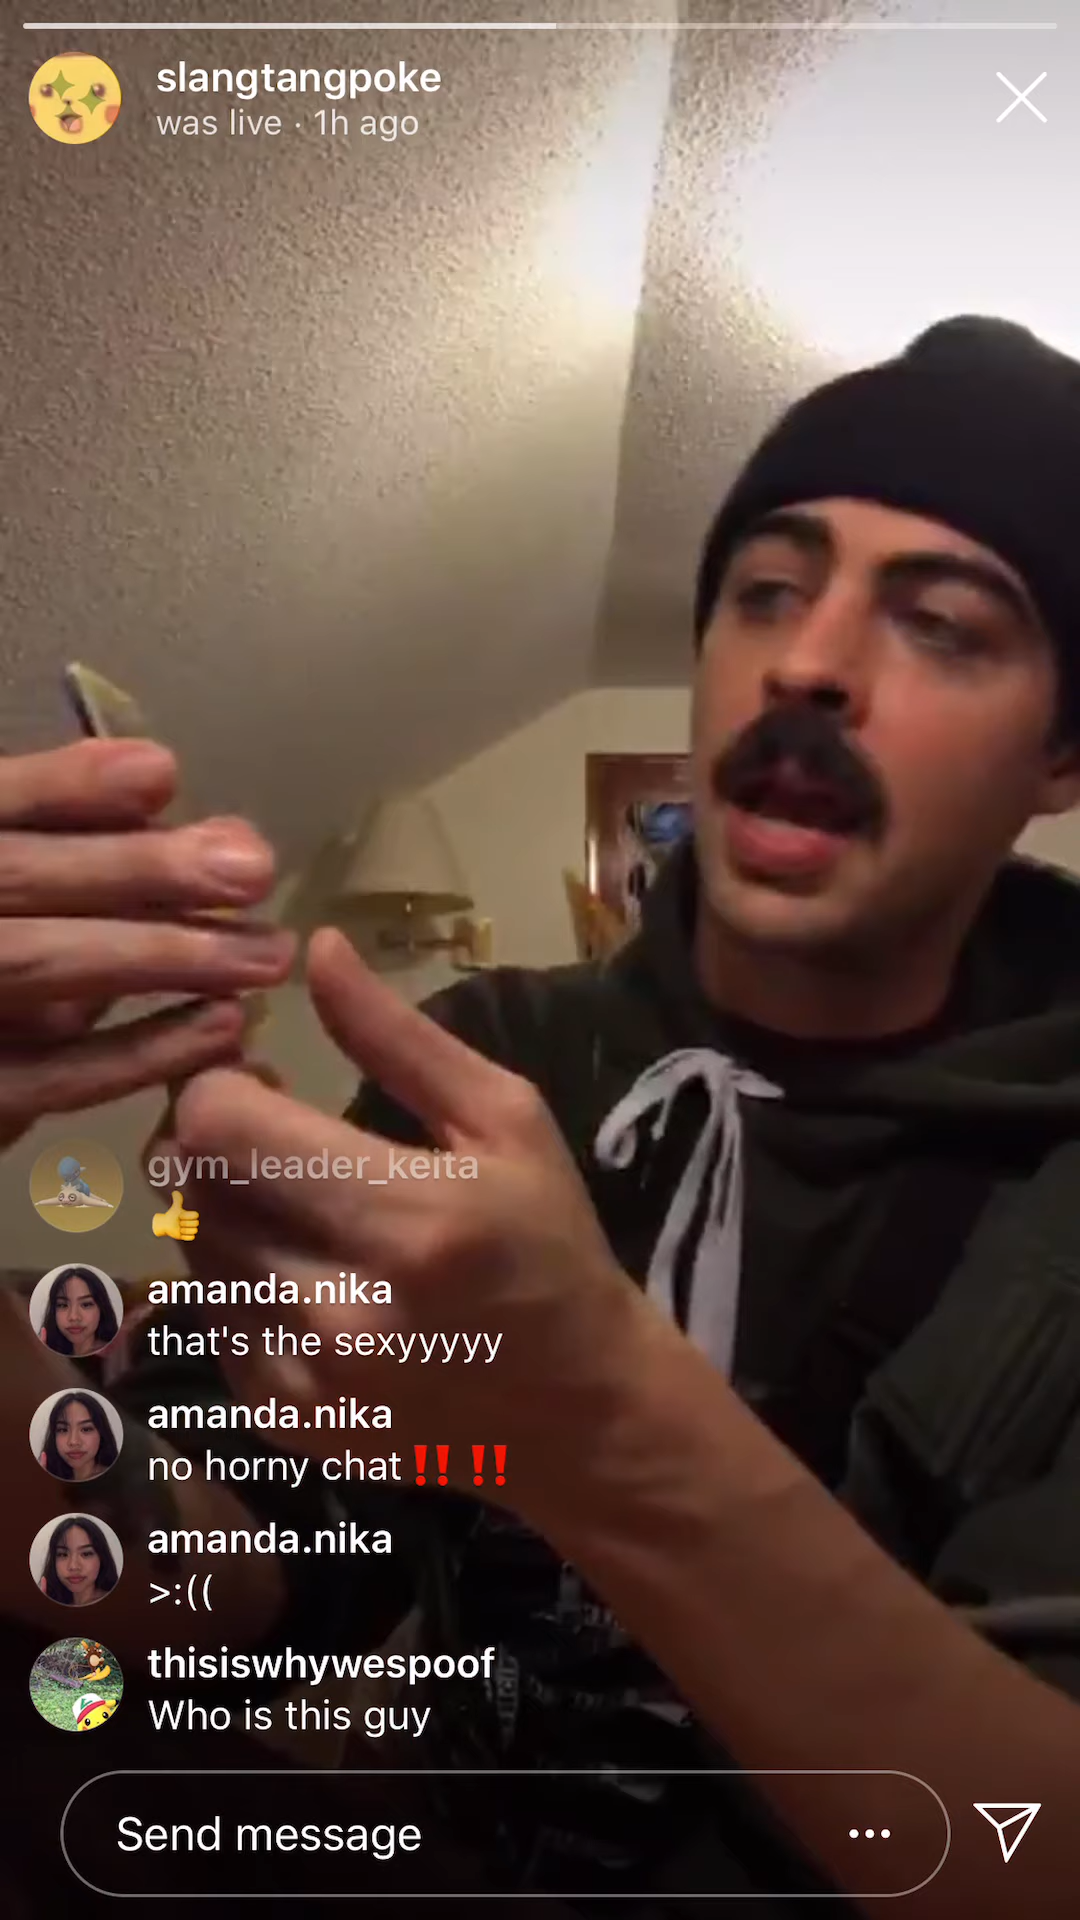 slangtangpoke
was live · 1h ago
gym_leader_keita
👍
amanda.nika
that's the sexyyyyy
amanda.nika
no horny chat‼️ ‼️
amanda.nika
>:((
thisiswhywespoof
Who is this guy
Send message